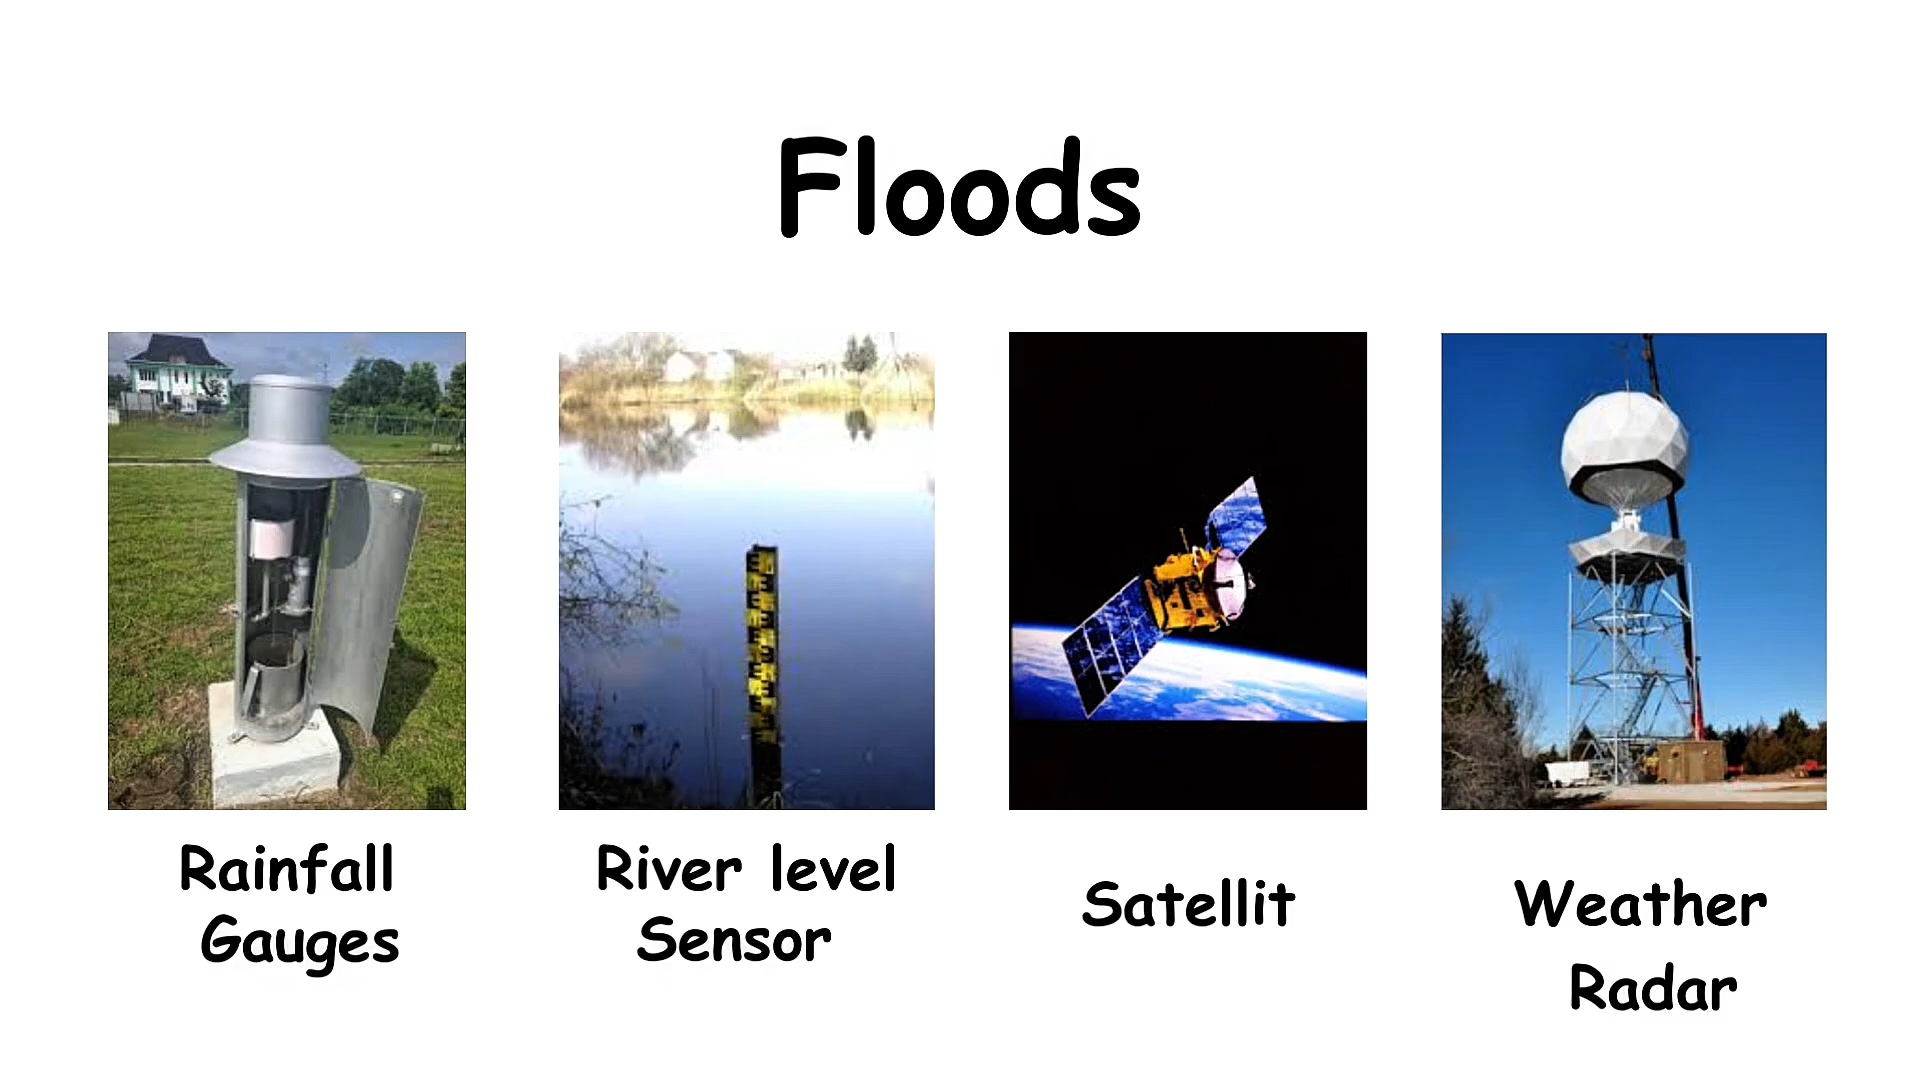 Floods
Rainfall
Gauges
River level
Sensor
Satellit
Weather
Radar